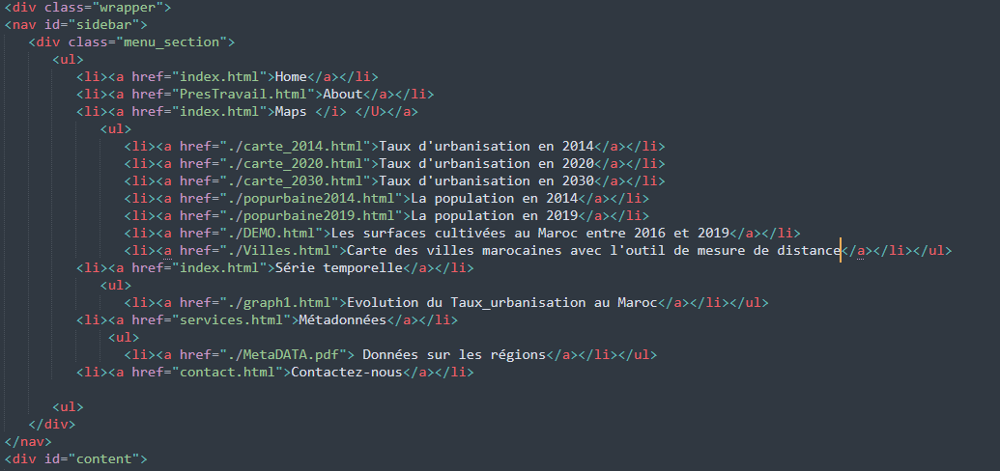 <div class="wrapper">
<nav id="sidebar">
<div class="menu_section">
<ul>
<li><a href="index.html">Home</a></li>
<li><a href="PresTravail.html">About</a></li>
<li><a href="index.html">Maps </i> </U></a>
<ul>
<li><a href="./carte_2014.html">Taux d'urbanisation en 2014</a></li>
<li><a href="./carte_2020.html">Taux d'urbanisation en 2020</a></li>
<li><a href="./carte_2030.html">Taux d'urbanisation en 2030</a></li>
<li><a href="./popurbaine2014.html">La population en 2014</a></li>
<li><a href="./popurbaine2019.html">La population en 2019</a></li>
<li><a href="./DEMO.html">Les surfaces cultivées au Maroc entre 2016 et 2019</a></li>
<li><a href="./Villes.html">Carte des villes marocaines avec l'outil de mesure de distance</a></li></ul>
<li><a href="index.html">Série temporelle</a></li>
<ul>
<li><a href="./graph1.html">Evolution du Taux_urbanisation au Maroc</a></li></ul>
<li><a href="services.html">Métadonnées</a></li>
<ul>
<li><a href="./MetaDATA.pdf"> Données sur les régions</a></li></ul>
<li><a href="contact.html">Contactez-nous</a></li>
<ul>
</div>
</nav>
<div id="content">